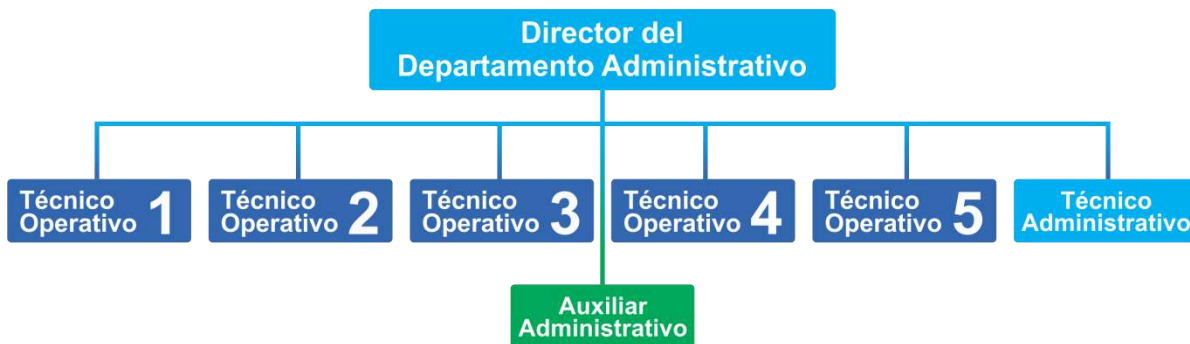 Director del
Departamento Administrativo
Técnico
Operativo 1
Técnico
Operativo 2
Técnico
Operativo 3
Técnico
Operativo 4
Técnico
Operativo 5
Técnico
Administrativo
Auxiliar
Administrativo